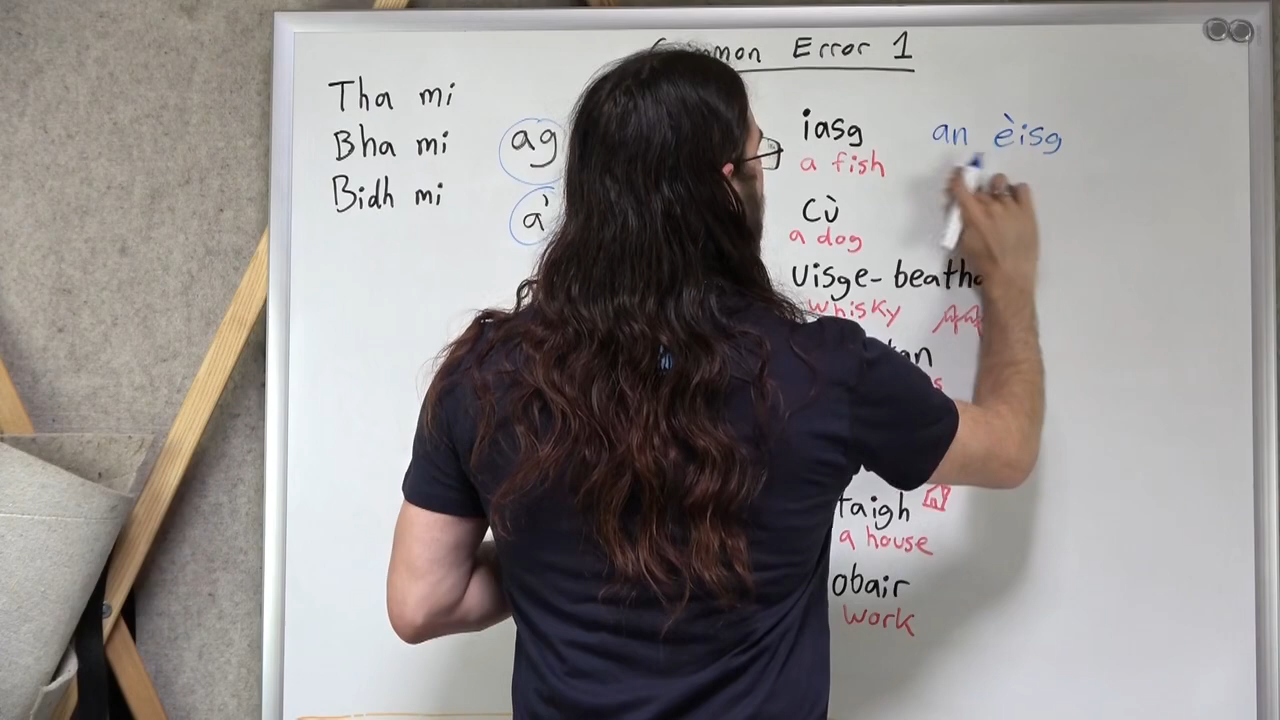 Error 1
Tha mi
Bha mi
Bidh mi
ag
a'
iasg
a fish
an èisg
Cù
a dog
Uisge-beatha
whisky
taigh
a house
obair
work